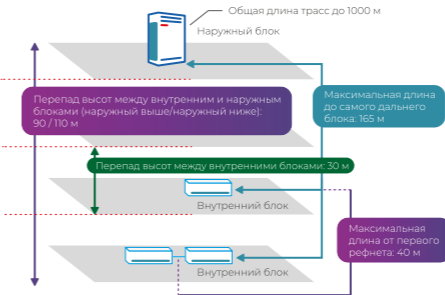 Общая длина трасс до 1000 м
Наружный блок
Перепад высот между внутренним и наружным
блоками (наружный выше/наружный ниже):
90 / 110 м
Максимальная длина
до самого дальнего
блока: 165 м
Перепад высот между внутренними блоками: 30 м
Внутренний блок
Максимальная
длина от первого
рефнета: 40 м
Внутренний блок